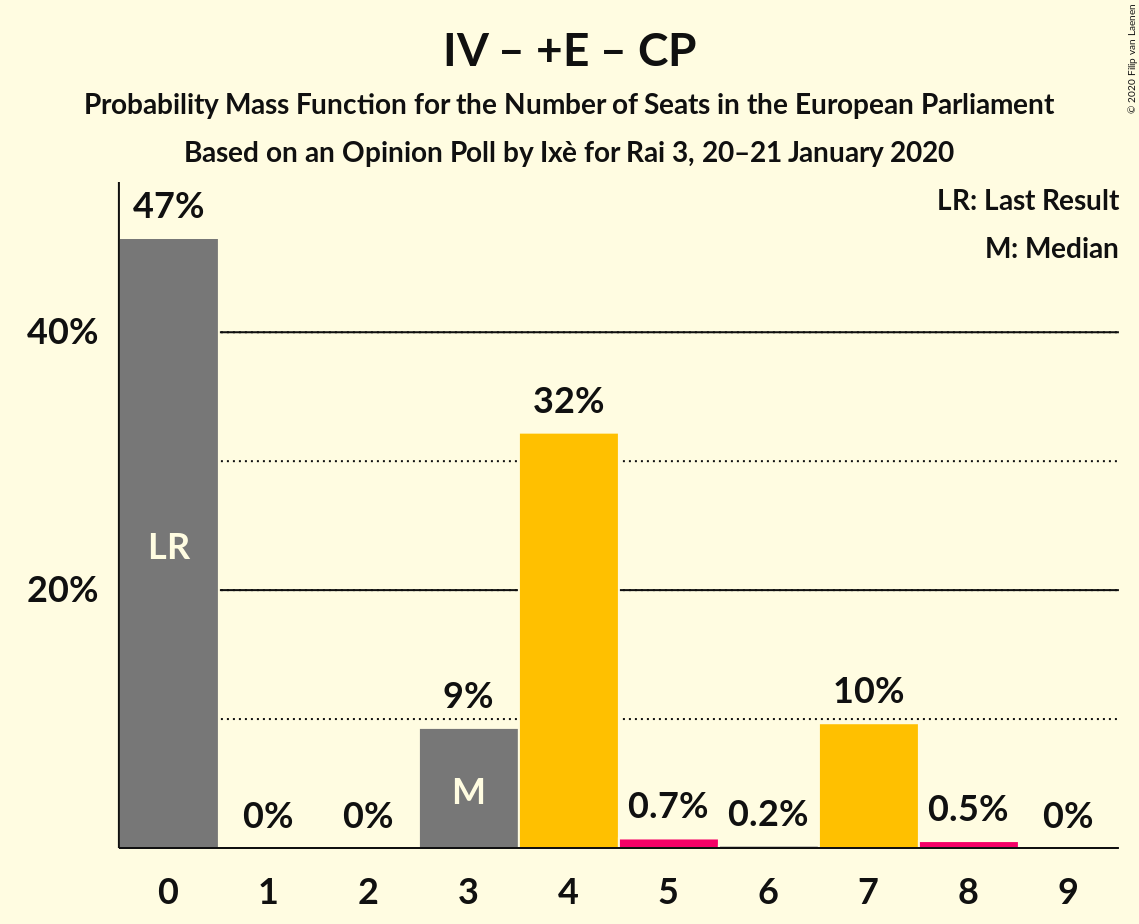 IV – +E – CP
Probability Mass Function for the Number of Seats in the European Parliament
Based on an Opinion Poll by Ixè for Rai 3, 20–21 January 2020
© 2020 Filip van Laenen
LR: Last Result
M: Median
47%
40%
32%
LR
20%
9%
10%
M
0%
0%
0.7%
0.2%
0.5%
0%
0 1 2 3 4 5 6 7 8 9